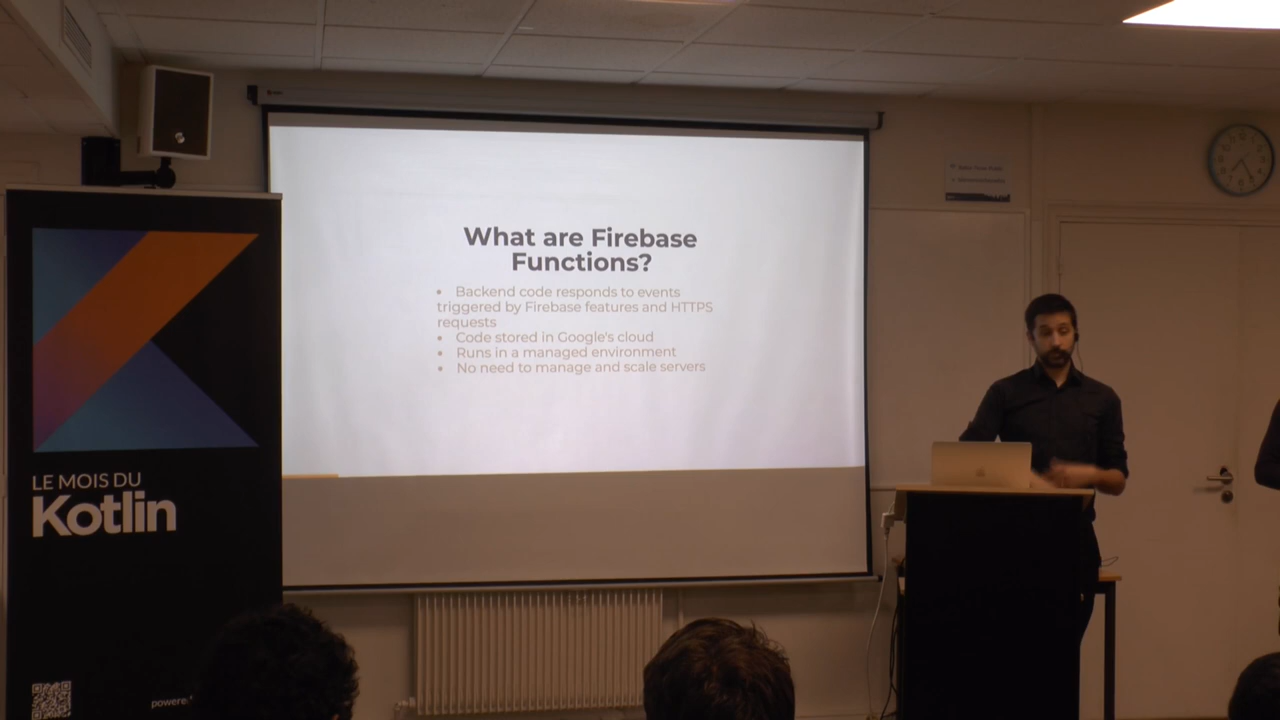 What are Firebase
Functions?
• Backend code responds to events
triggered by Firebase features and HTTPS
requests
• Code stored in Google's cloud
• Runs in a managed environment
• No need to manage and scale servers
LE MOIS DU
Kotlin